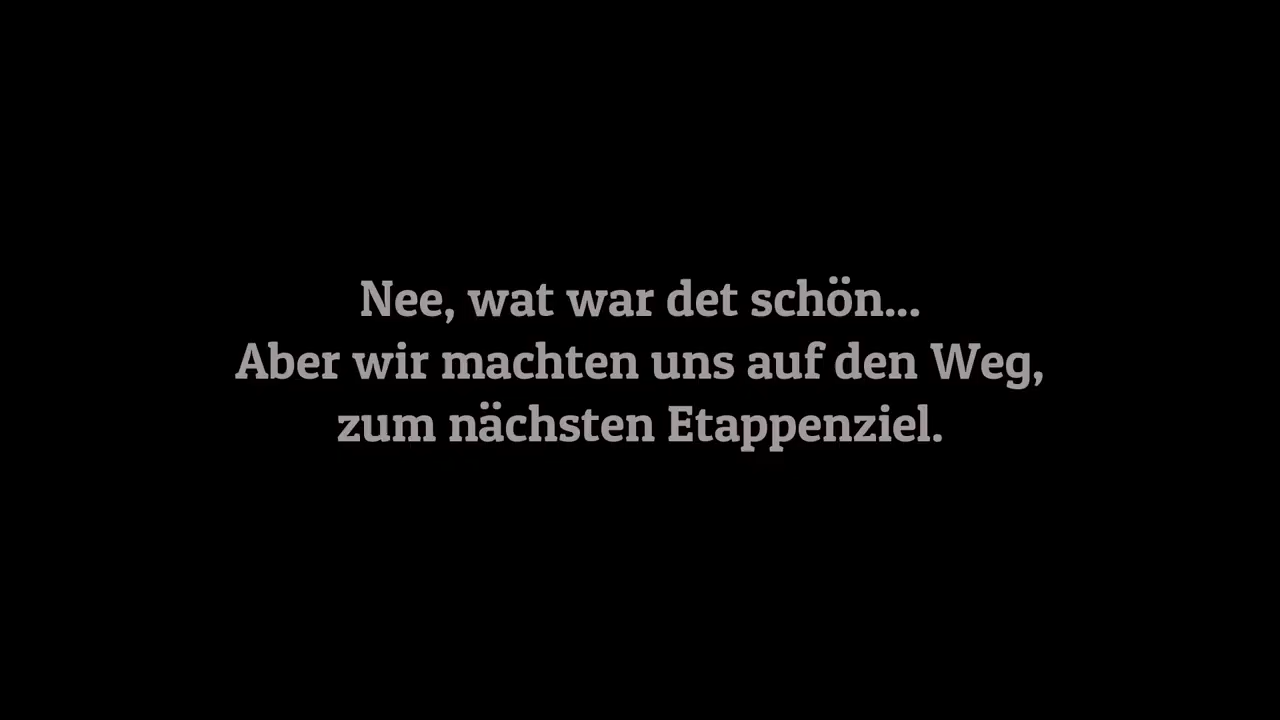 Nee, wat war det schön...
Aber wir machten uns auf den Weg,
zum nächsten Etappenziel.